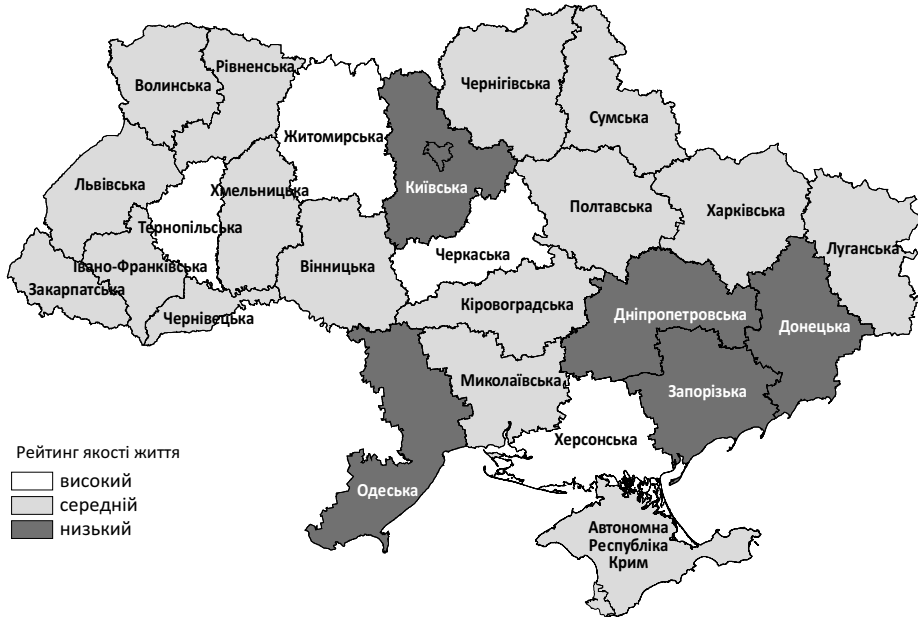 Рівненська
Волинська
Чернігівська
Сумська
Житомирська
Київська
Львівська
Хмельницька
Тернопільська
Полтавська
Харківська
Луганська
Черкаська
Івано-Франківська
Вінницька
Закарпатська
Чернівецька
Кіровоградська
Дніпропетровська
Донецька
Миколаївська
Запорізька
Херсонська
Одеська
Автономна
Республіка
Крим
Рейтинг якості життя
високий
середній
низький